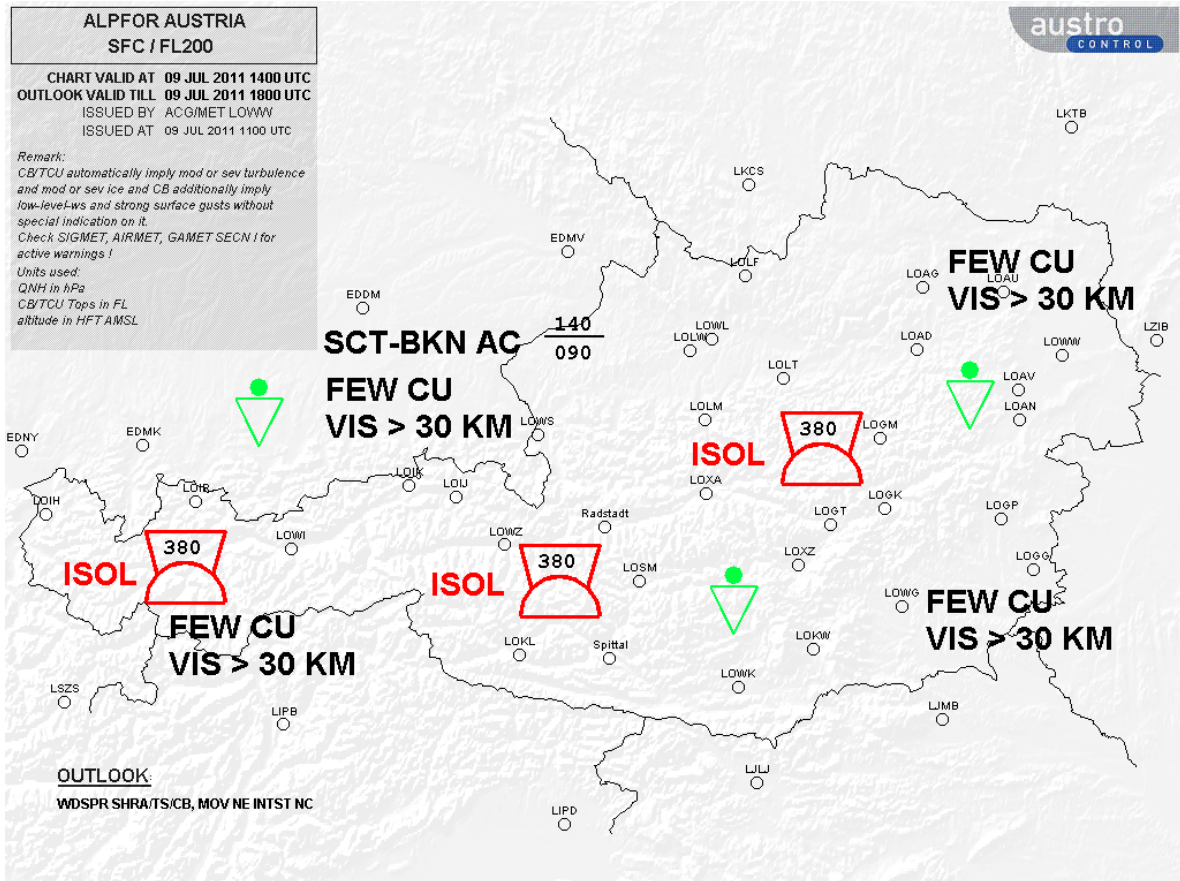 ALPFOR AUSTRIA
SFC / FL200
CHART VALID AT 09 JUL 2011 1400 UTC
OUTLOOK VALID TILL 09 JUL 2011 1800 UTC
ISSUED BY ACG/MET LOWW
ISSUED AT 09 JUL 2011 1100 UTC
Remark:
CB/TCU automatically imply mod or sev turbulence
and mod or sev ice and CB additionally imply
low-level-ws and strong surface gusts without
special indication on it.
Check SIGMET, AIRMET, GAMET SECN I for
active warnings !
Units used:
QNH in hPa
CB/TCU Tops in FL
altitude in HFT AMSL
austro
CONTROL
LKTB
LKCS
EDMV
LOLF
FEW CU
VIS > 30 KM
LOAG
LOAU
EDDM
SCT-BKN AC
140
090
LOLW
LOWL
LOAD
LOWW
LZIB
FEW CU
VIS > 30 KM
LOLT
LOAV
LOAN
EDNY
EDMK
LOWS
LOLM
ISOL
380
LOGM
LOIH
LOIR
LOIK
LOIJ
LOXA
LOGK
LOGT
LOGP
Radstadt
LOWI
LOWZ
ISOL
380
ISOL
380
LOSM
LOXZ
LOGG
LOWG
FEW CU
VIS > 30 KM
FEW CU
VIS > 30 KM
LOKL
Spittal
LOKW
LOWK
LSZS
LIPB
LJMB
LJLJ
LIPD
OUTLOOK:
WDSPR SHRA/TS/CB, MOV NE INTST NC